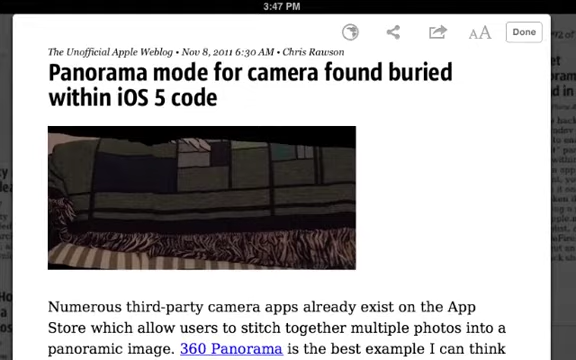 3:47 PM
AA
Done
The Unofficial Apple Weblog • Nov 8, 2011 6:30 AM • Chris Rawson
Panorama mode for camera found buried
within iOS 5 code
Numerous third-party camera apps already exist on the App
Store which allow users to stitch together multiple photos into a
panoramic image. 360 Panorama is the best example I can think